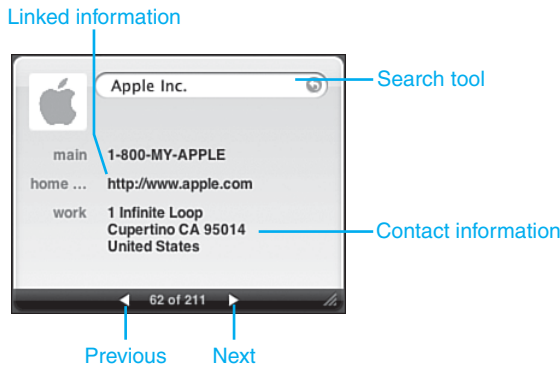 Linked information
Apple Inc.
Search tool
main 1-800-MY-APPLE
home ... http://www.apple.com
work 1 Infinite Loop
Cupertino CA 95014
United States
Contact information
62 of 211
Previous Next